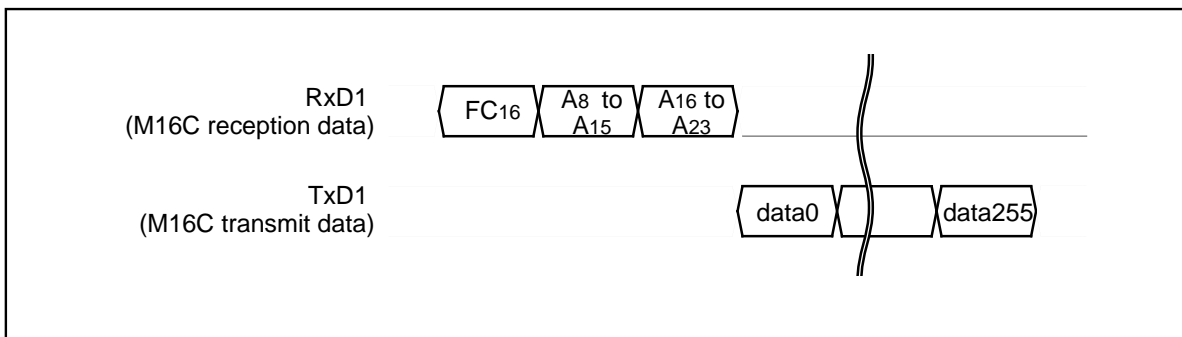 RxD1
(M16C reception data)
FC16
A8 to
A15
A16 to
A23
TxD1
(M16C transmit data)
data0
data255